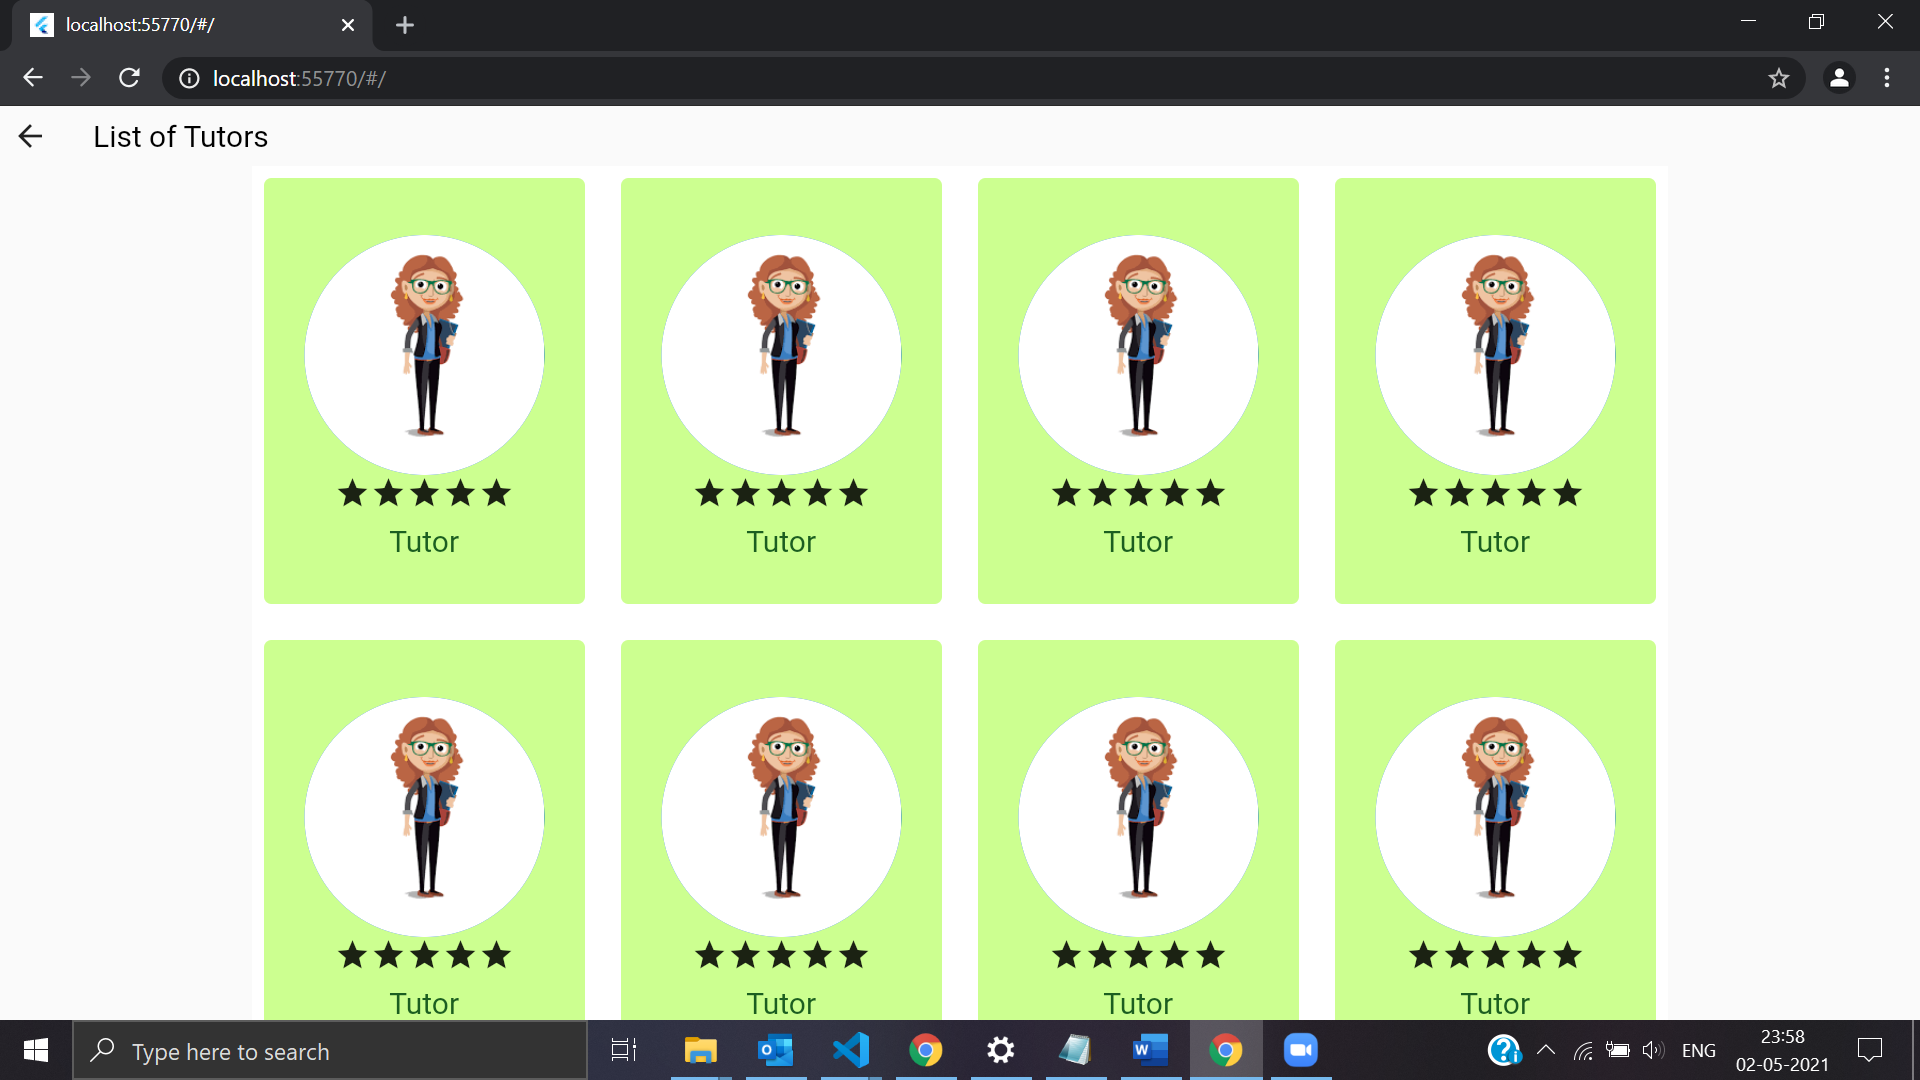 localhost:55770/#/
localhost:55770/#/
List of Tutors
Tutor Tutor Tutor Tutor
Tutor Tutor Tutor Tutor
Type here to search
ENG
23:58
02-05-2021